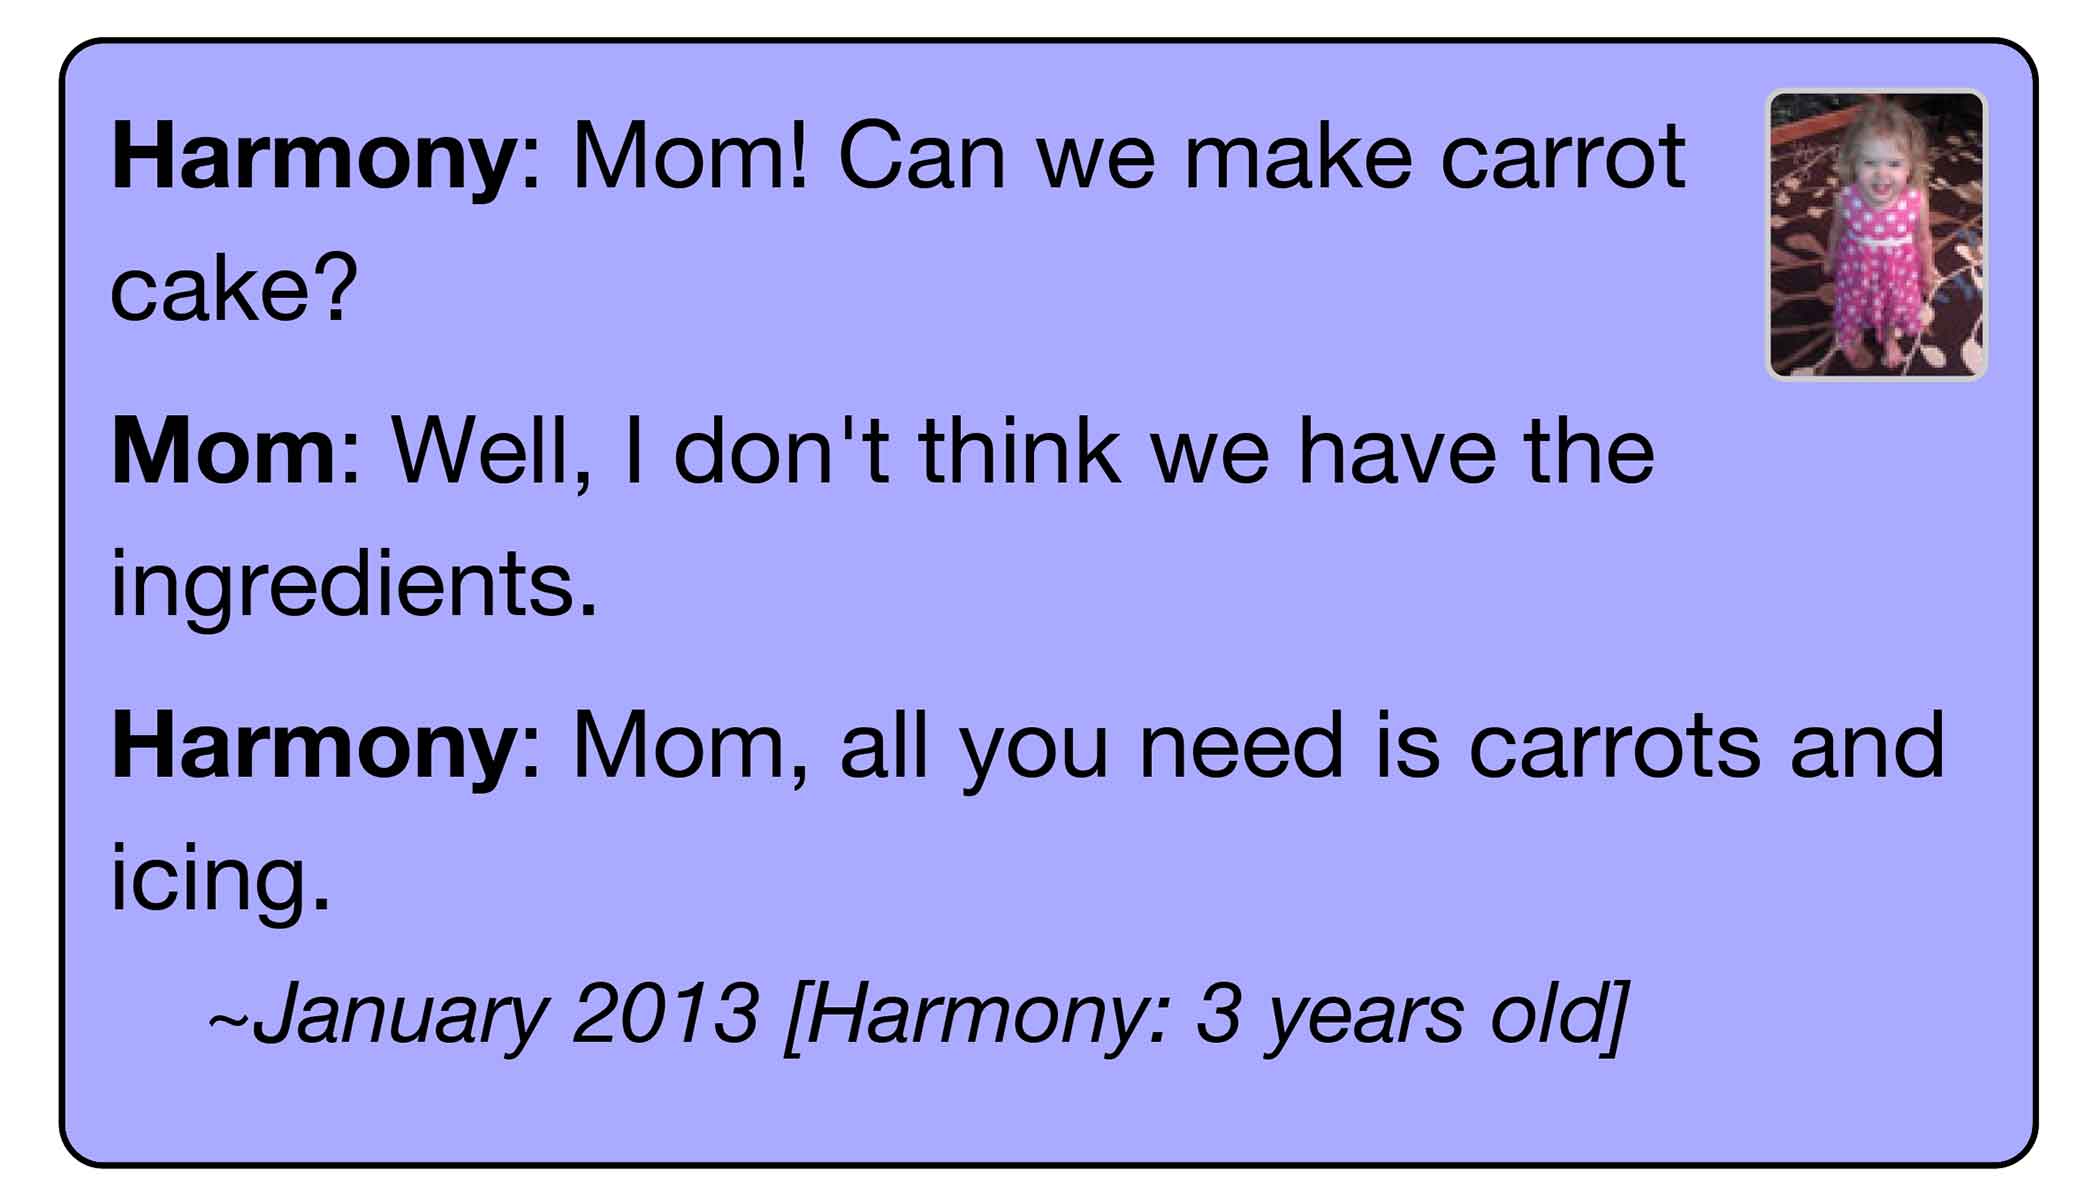 Harmony: Mom! Can we make carrot
cake?
Mom: Well, I don't think we have the
ingredients.
Harmony: Mom, all you need is carrots and
icing.
~January 2013 [Harmony: 3 years old]